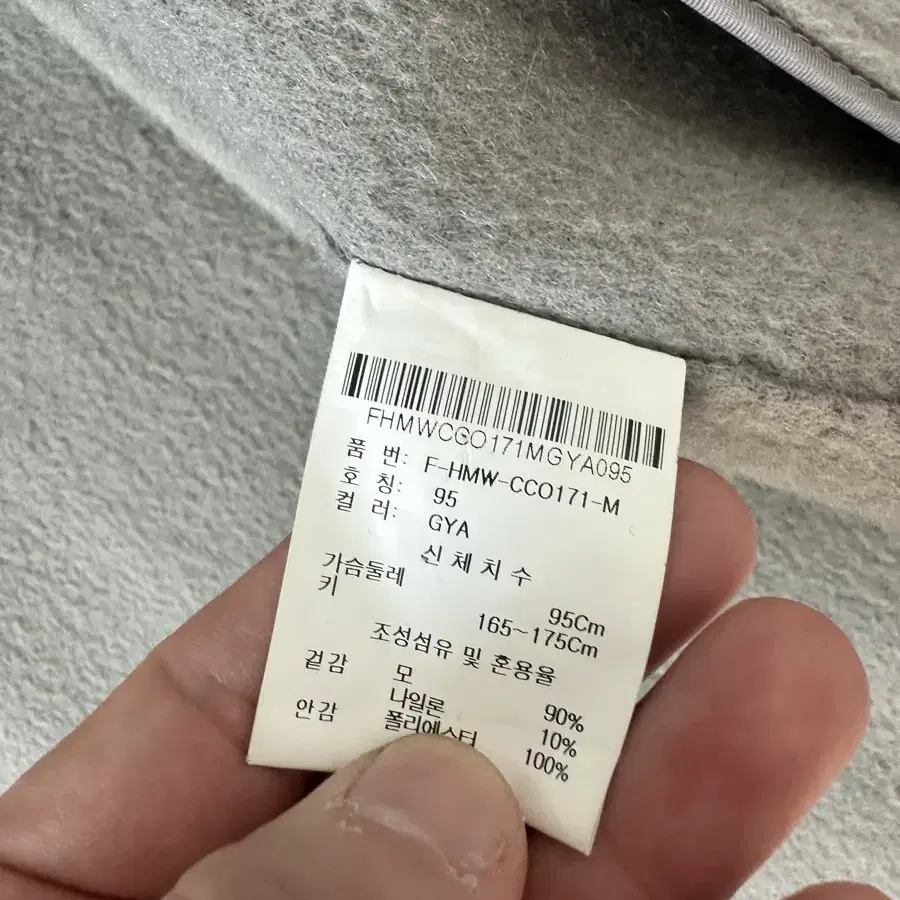 FHMWCCO171MGYA095
품 번: F-HMW-CCO171-M
호 칭: 95
컬 러: GYA
신체치수
가슴둘레 95Cm
키 165~175Cm
조성섬유 및 혼용율
겉감 모 90%
나일론 10%
안감 폴리에스터 100%